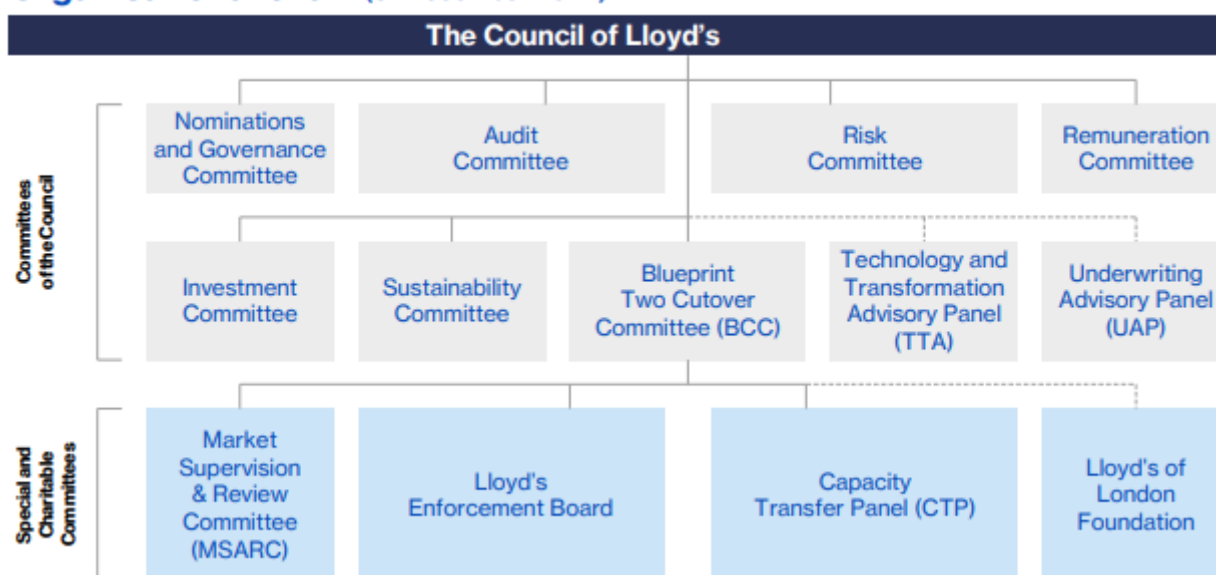 The Council of Lloyd's
Committees
of the Council
Nominations
and Governance
Committee
Audit
Committee
Risk
Committee
Remuneration
Committee
Investment
Committee
Sustainability
Committee
Blueprint
Two Cutover
Committee (BCC)
Technology and
Transformation
Advisory Panel
(TTA)
Underwriting
Advisory Panel
(UAP)
Special and
Charitable
Committees
Market
Supervision
& Review
Committee
(MSARC)
Lloyd's
Enforcement Board
Capacity
Transfer Panel (CTP)
Lloyd's of
London
Foundation